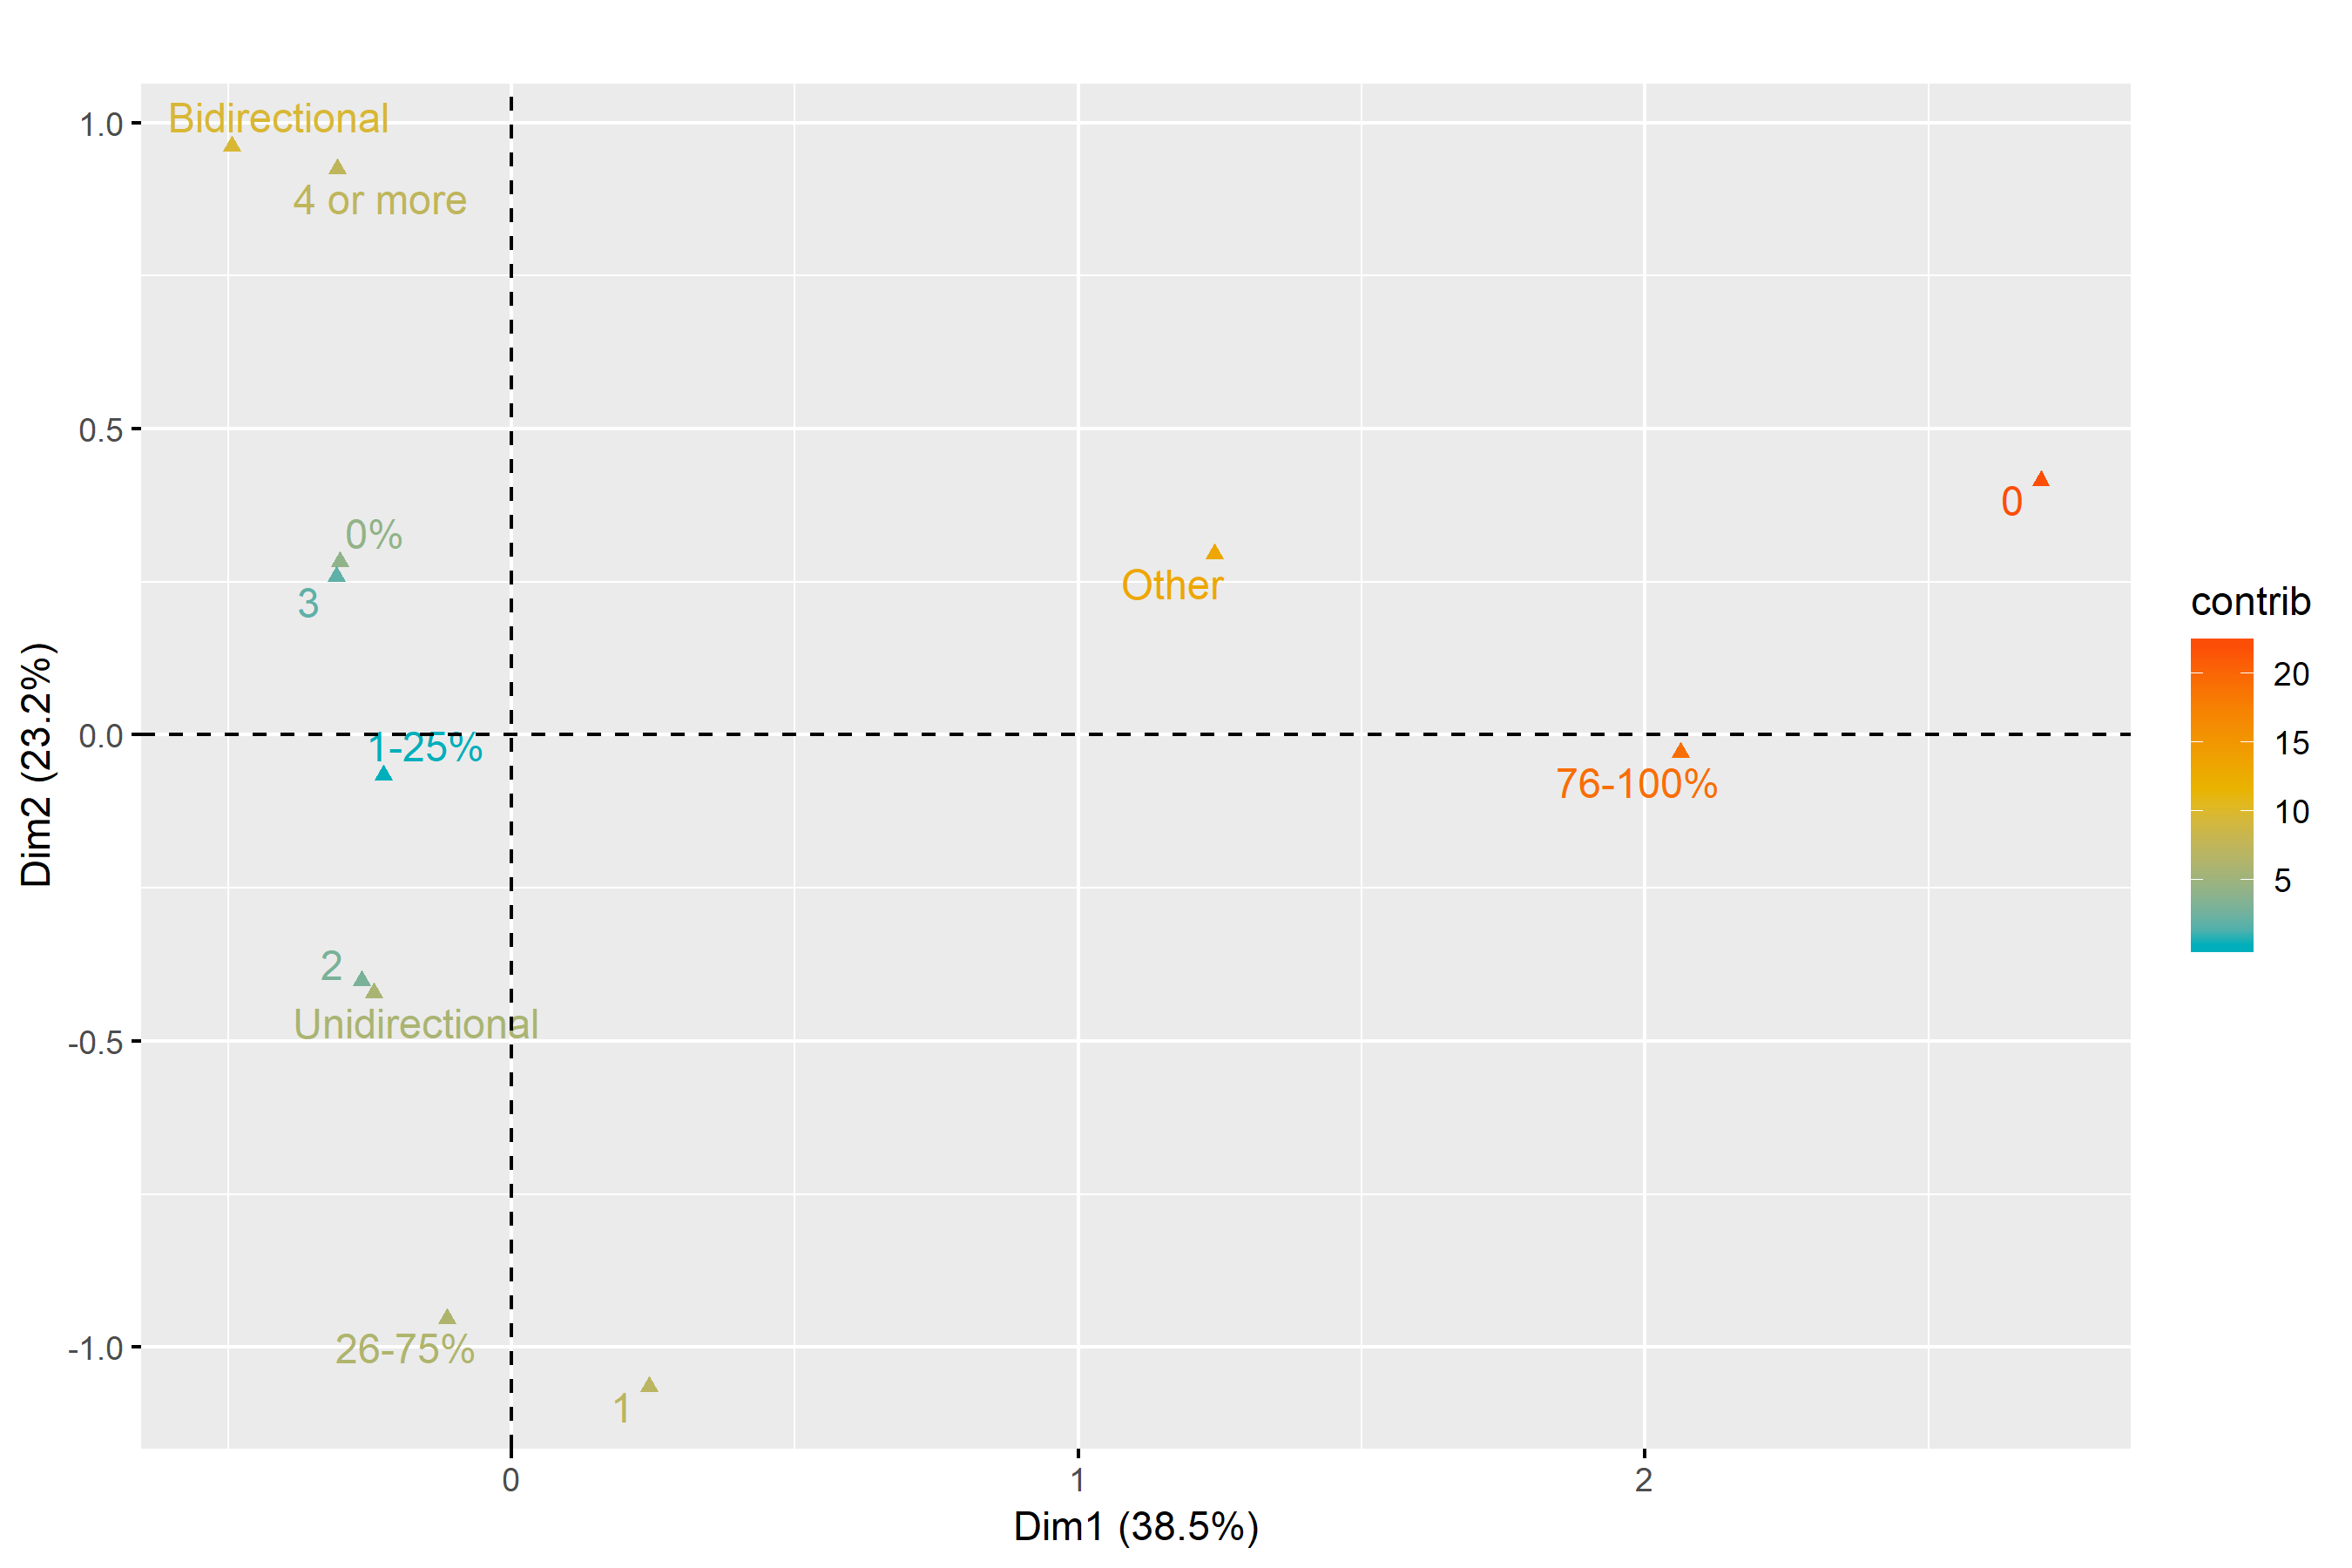 1.0
0.5
0.0
-0.5
-1.0
Dim2 (23.2%)
Bidirectional
4 or more
0%
3
1-25%
2
Unidirectional
26-75%
1
Other
0
76-100%
0
1
2
Dim1 (38.5%)
contrib
20
15
10
5